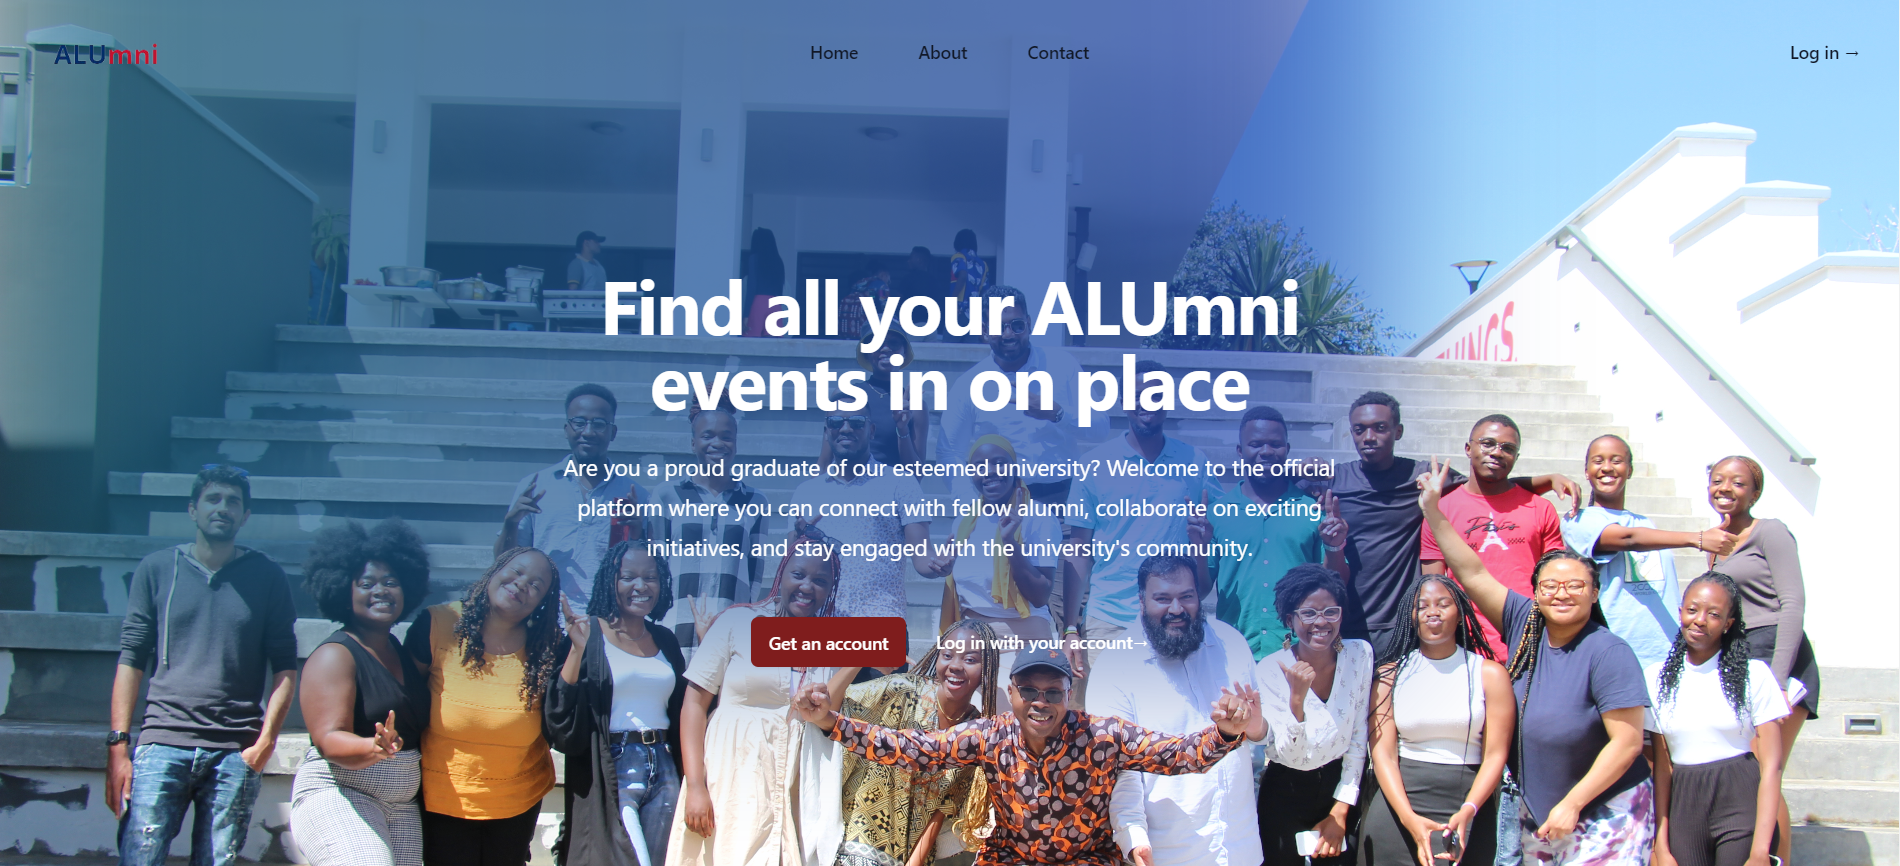 ALUmni
Home
About
Contact
Log in →
THINGS.
Find all your ALUmni
events in on place
Are you a proud graduate of our esteemed university? Welcome to the official
platform where you can connect with fellow alumni, collaborate on exciting
initiatives, and stay engaged with the university's community.
Paris
Get an account
Log in with your account→